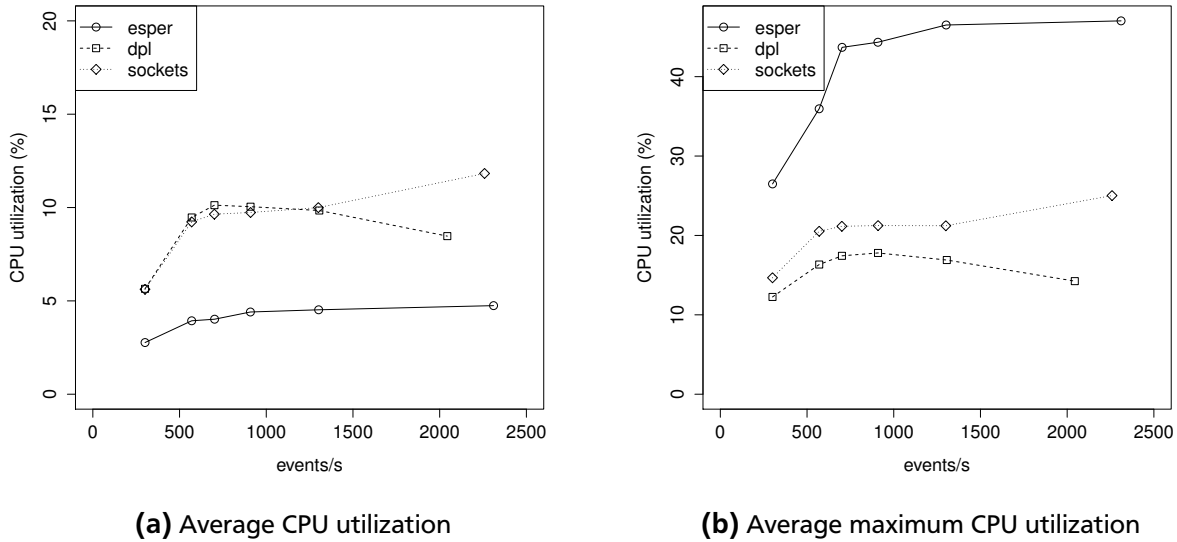 esper
dpl
sockets
CPU utilization (%)
20
15
10
5
0
0 500 1000 1500 2000 2500
events/s
(a) Average CPU utilization
esper
dpl
sockets
CPU utilization (%)
40
30
20
10
0
0 500 1000 1500 2000 2500
events/s
(b) Average maximum CPU utilization